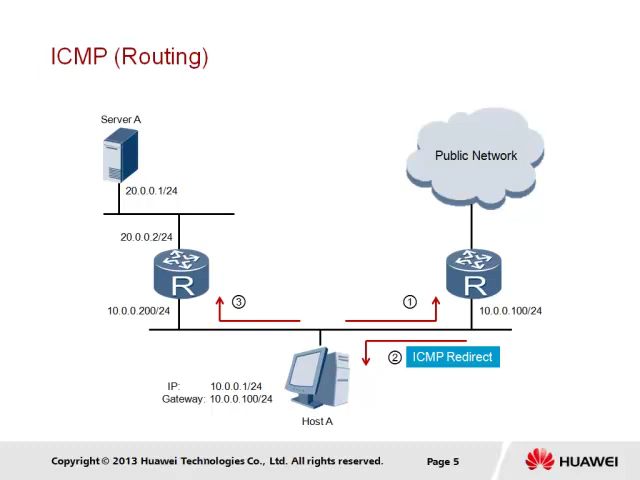 ICMP (Routing)
Server A
Public Network
20.0.0.1/24
20.0.0.2/24
R
R
③
①
10.0.0.200/24
10.0.0.100/24
② ICMP Redirect
IP: 10.0.0.1/24
Gateway: 10.0.0.100/24
Host A
Copyright © 2013 Huawei Technologies Co., Ltd. All rights reserved.
Page 5
HUAWEI